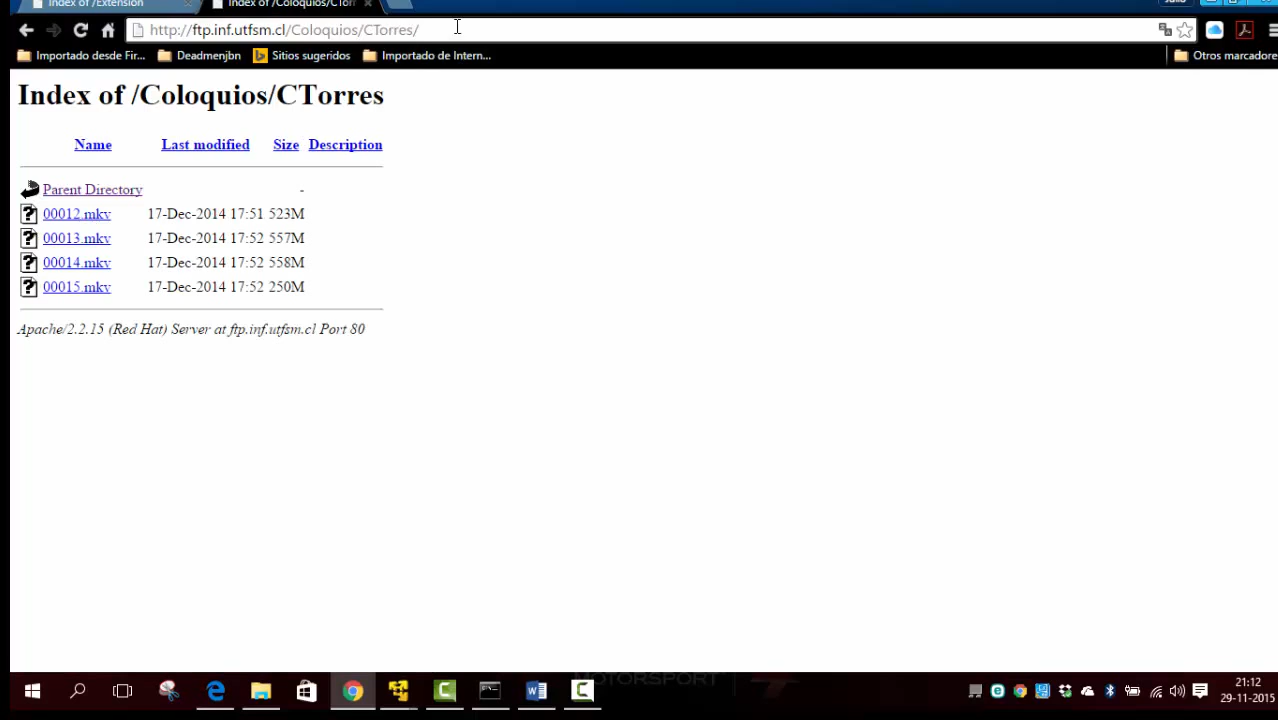 Index of /Extension
Index of /Coloquios/CTorr
http://ftp.inf.utfsm.cl/Coloquios/CTorres/
Importado desde Fir... Deadmenjbn Sitios sugeridos Importado de Intern... Otros marcadore
Index of /Coloquios/CTorres
Name Last modified Size Description
Parent Directory -
00012.mkv 17-Dec-2014 17:51 523M
00013.mkv 17-Dec-2014 17:52 557M
00014.mkv 17-Dec-2014 17:52 558M
00015.mkv 17-Dec-2014 17:52 250M
Apache/2.2.15 (Red Hat) Server at ftp.inf.utfsm.cl Port 80
MOTORSPORT
21:12
29-11-2015